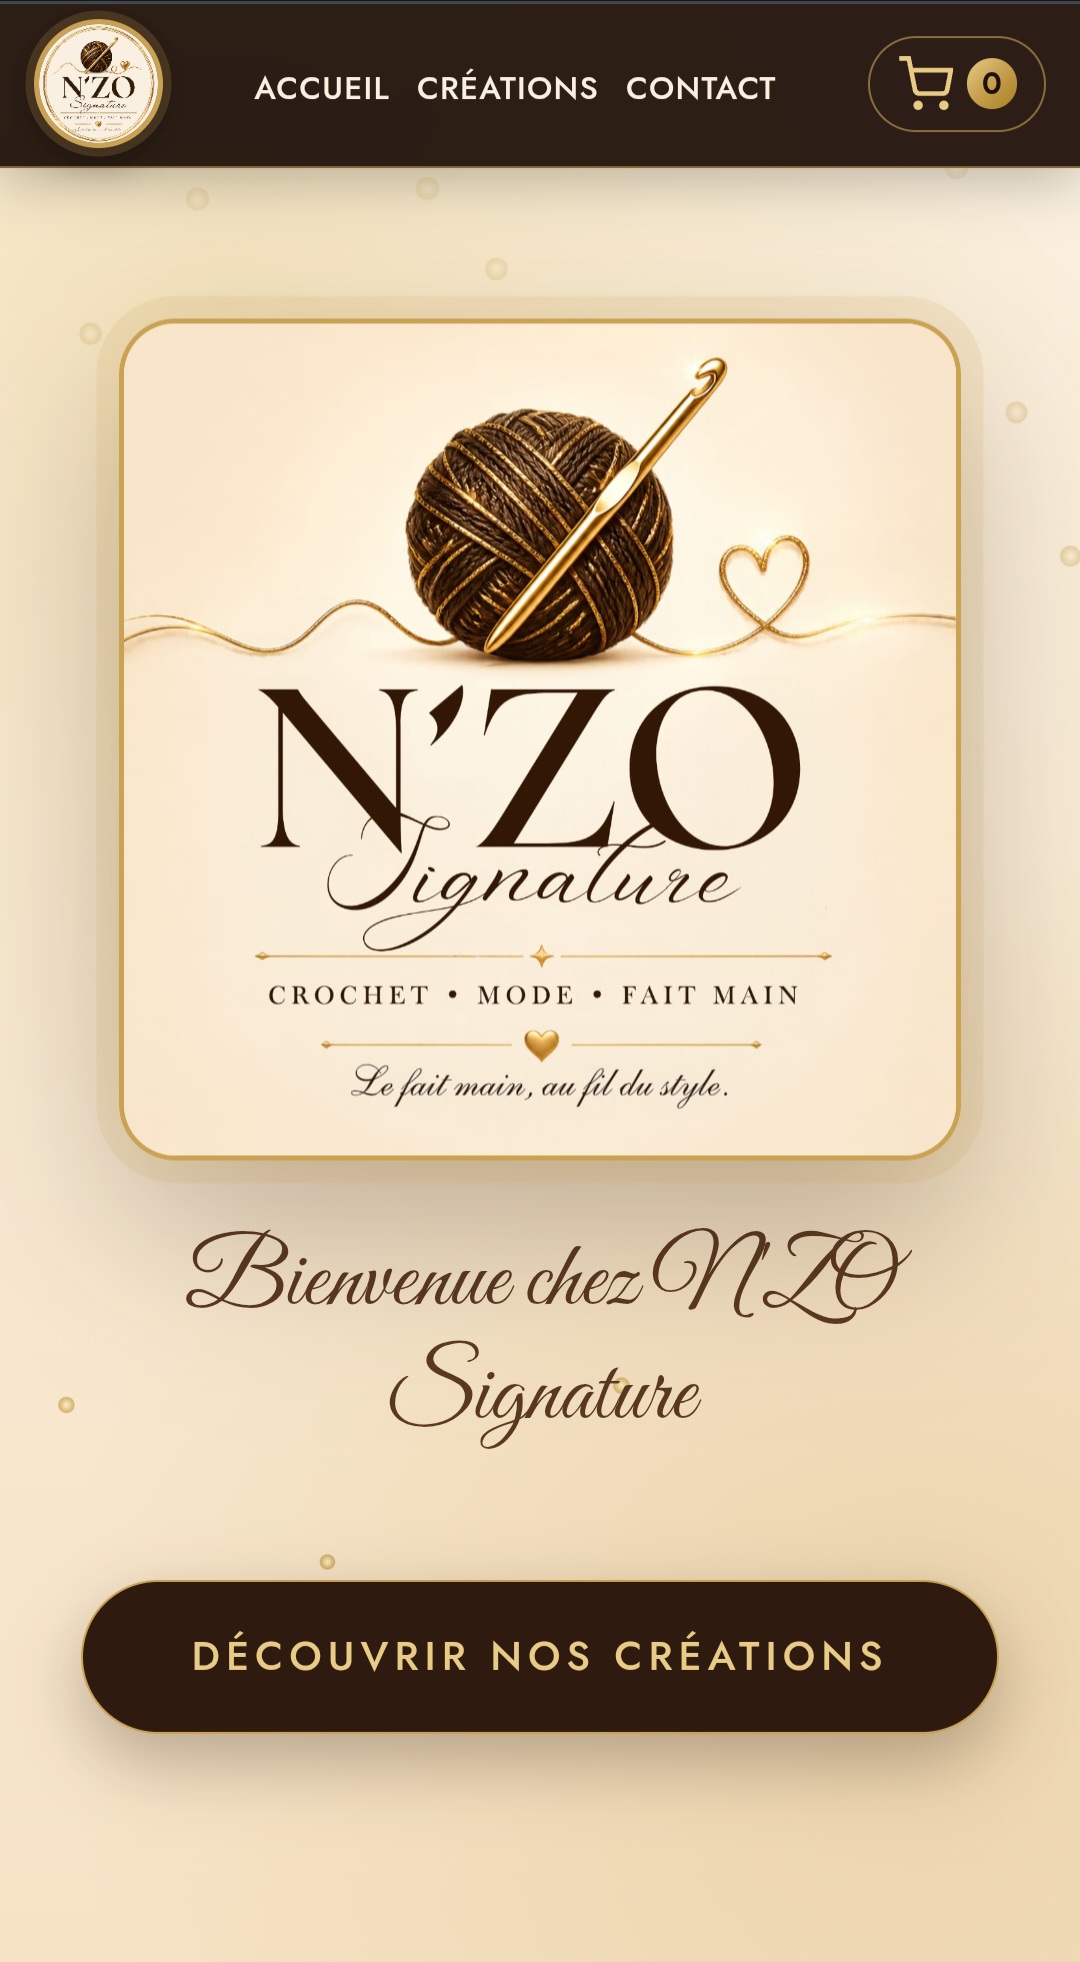 N'ZO
Signature
ACCUEIL CRÉATIONS CONTACT
0
N'ZO
Signature
CROCHET • MODE • FAIT MAIN
Le fait main, au fil du style.
Bienvenue chez N'ZO
Signature
DÉCOUVRIR NOS CRÉATIONS